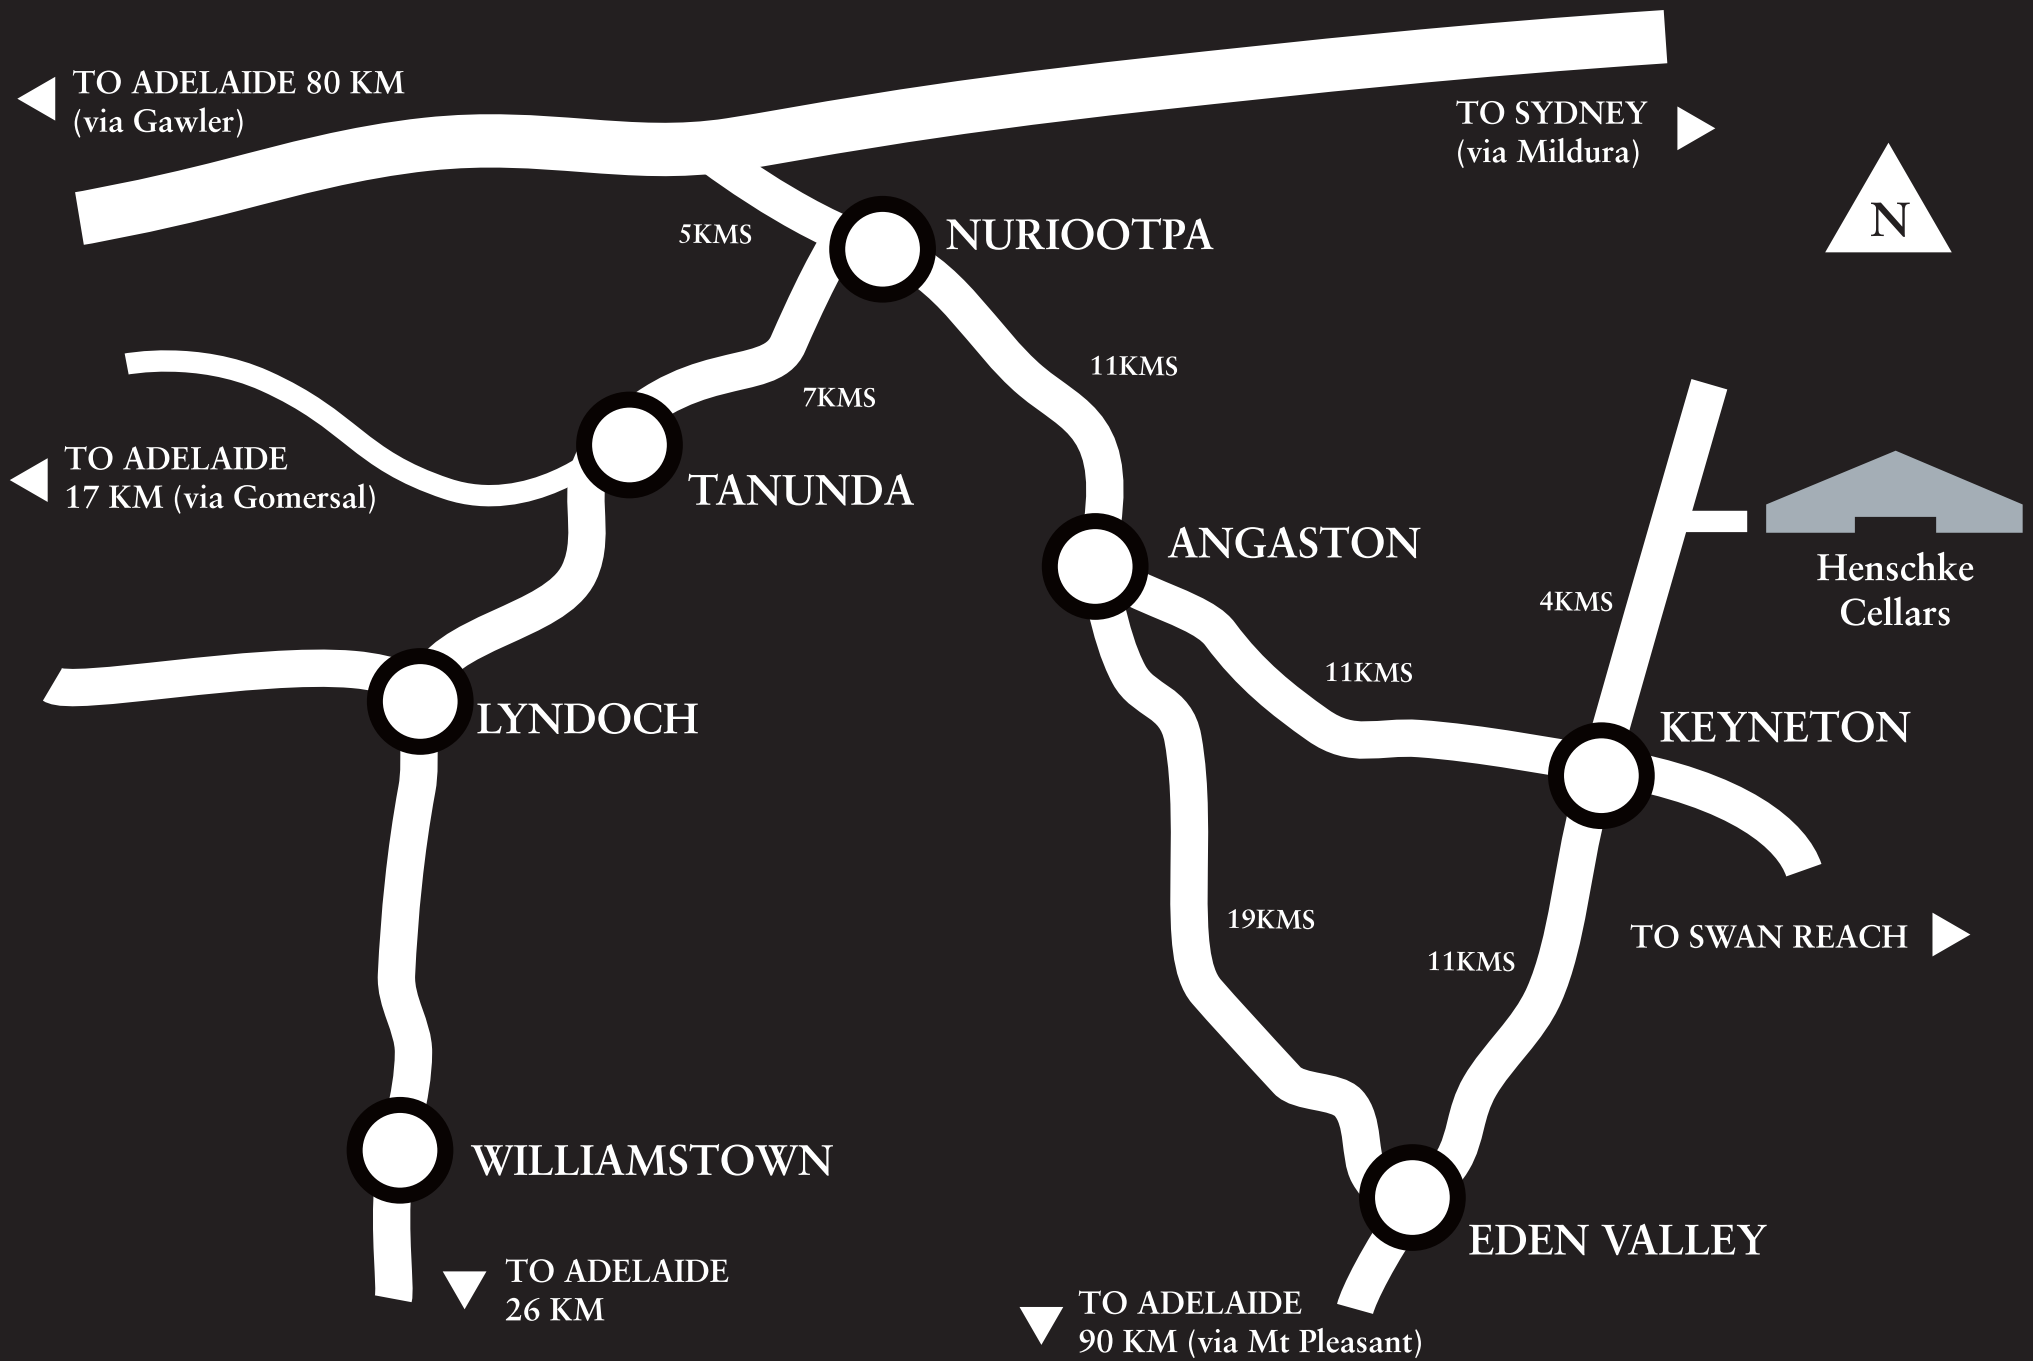 TO ADELAIDE 80 KM
(via Gawler)
TO SYDNEY
(via Mildura)
N
5KMS
NURIOOTPA
11KMS
7KMS
TO ADELAIDE
17 KM (via Gomersal)
TANUNDA
ANGASTON
Henschke
Cellars
4KMS
11KMS
LYNDOCH
KEYNETON
19KMS
TO SWAN REACH
11KMS
WILLIAMSTOWN
EDEN VALLEY
TO ADELAIDE
26 KM
TO ADELAIDE
90 KM (via Mt Pleasant)